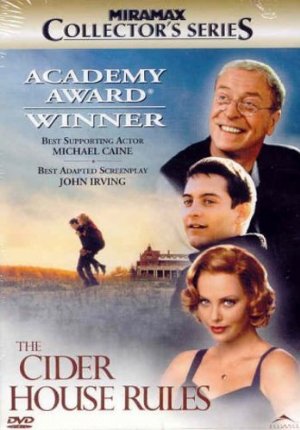 MIRAMAX
COLLECTOR'S SERIES
ACADEMY
AWARD®
WINNER
BEST SUPPORTING ACTOR
MICHAEL CAINE
BEST ADAPTED SCREENPLAY
JOHN IRVING
THE
CIDER
HOUSE RULES
DVD
ALLIANCE